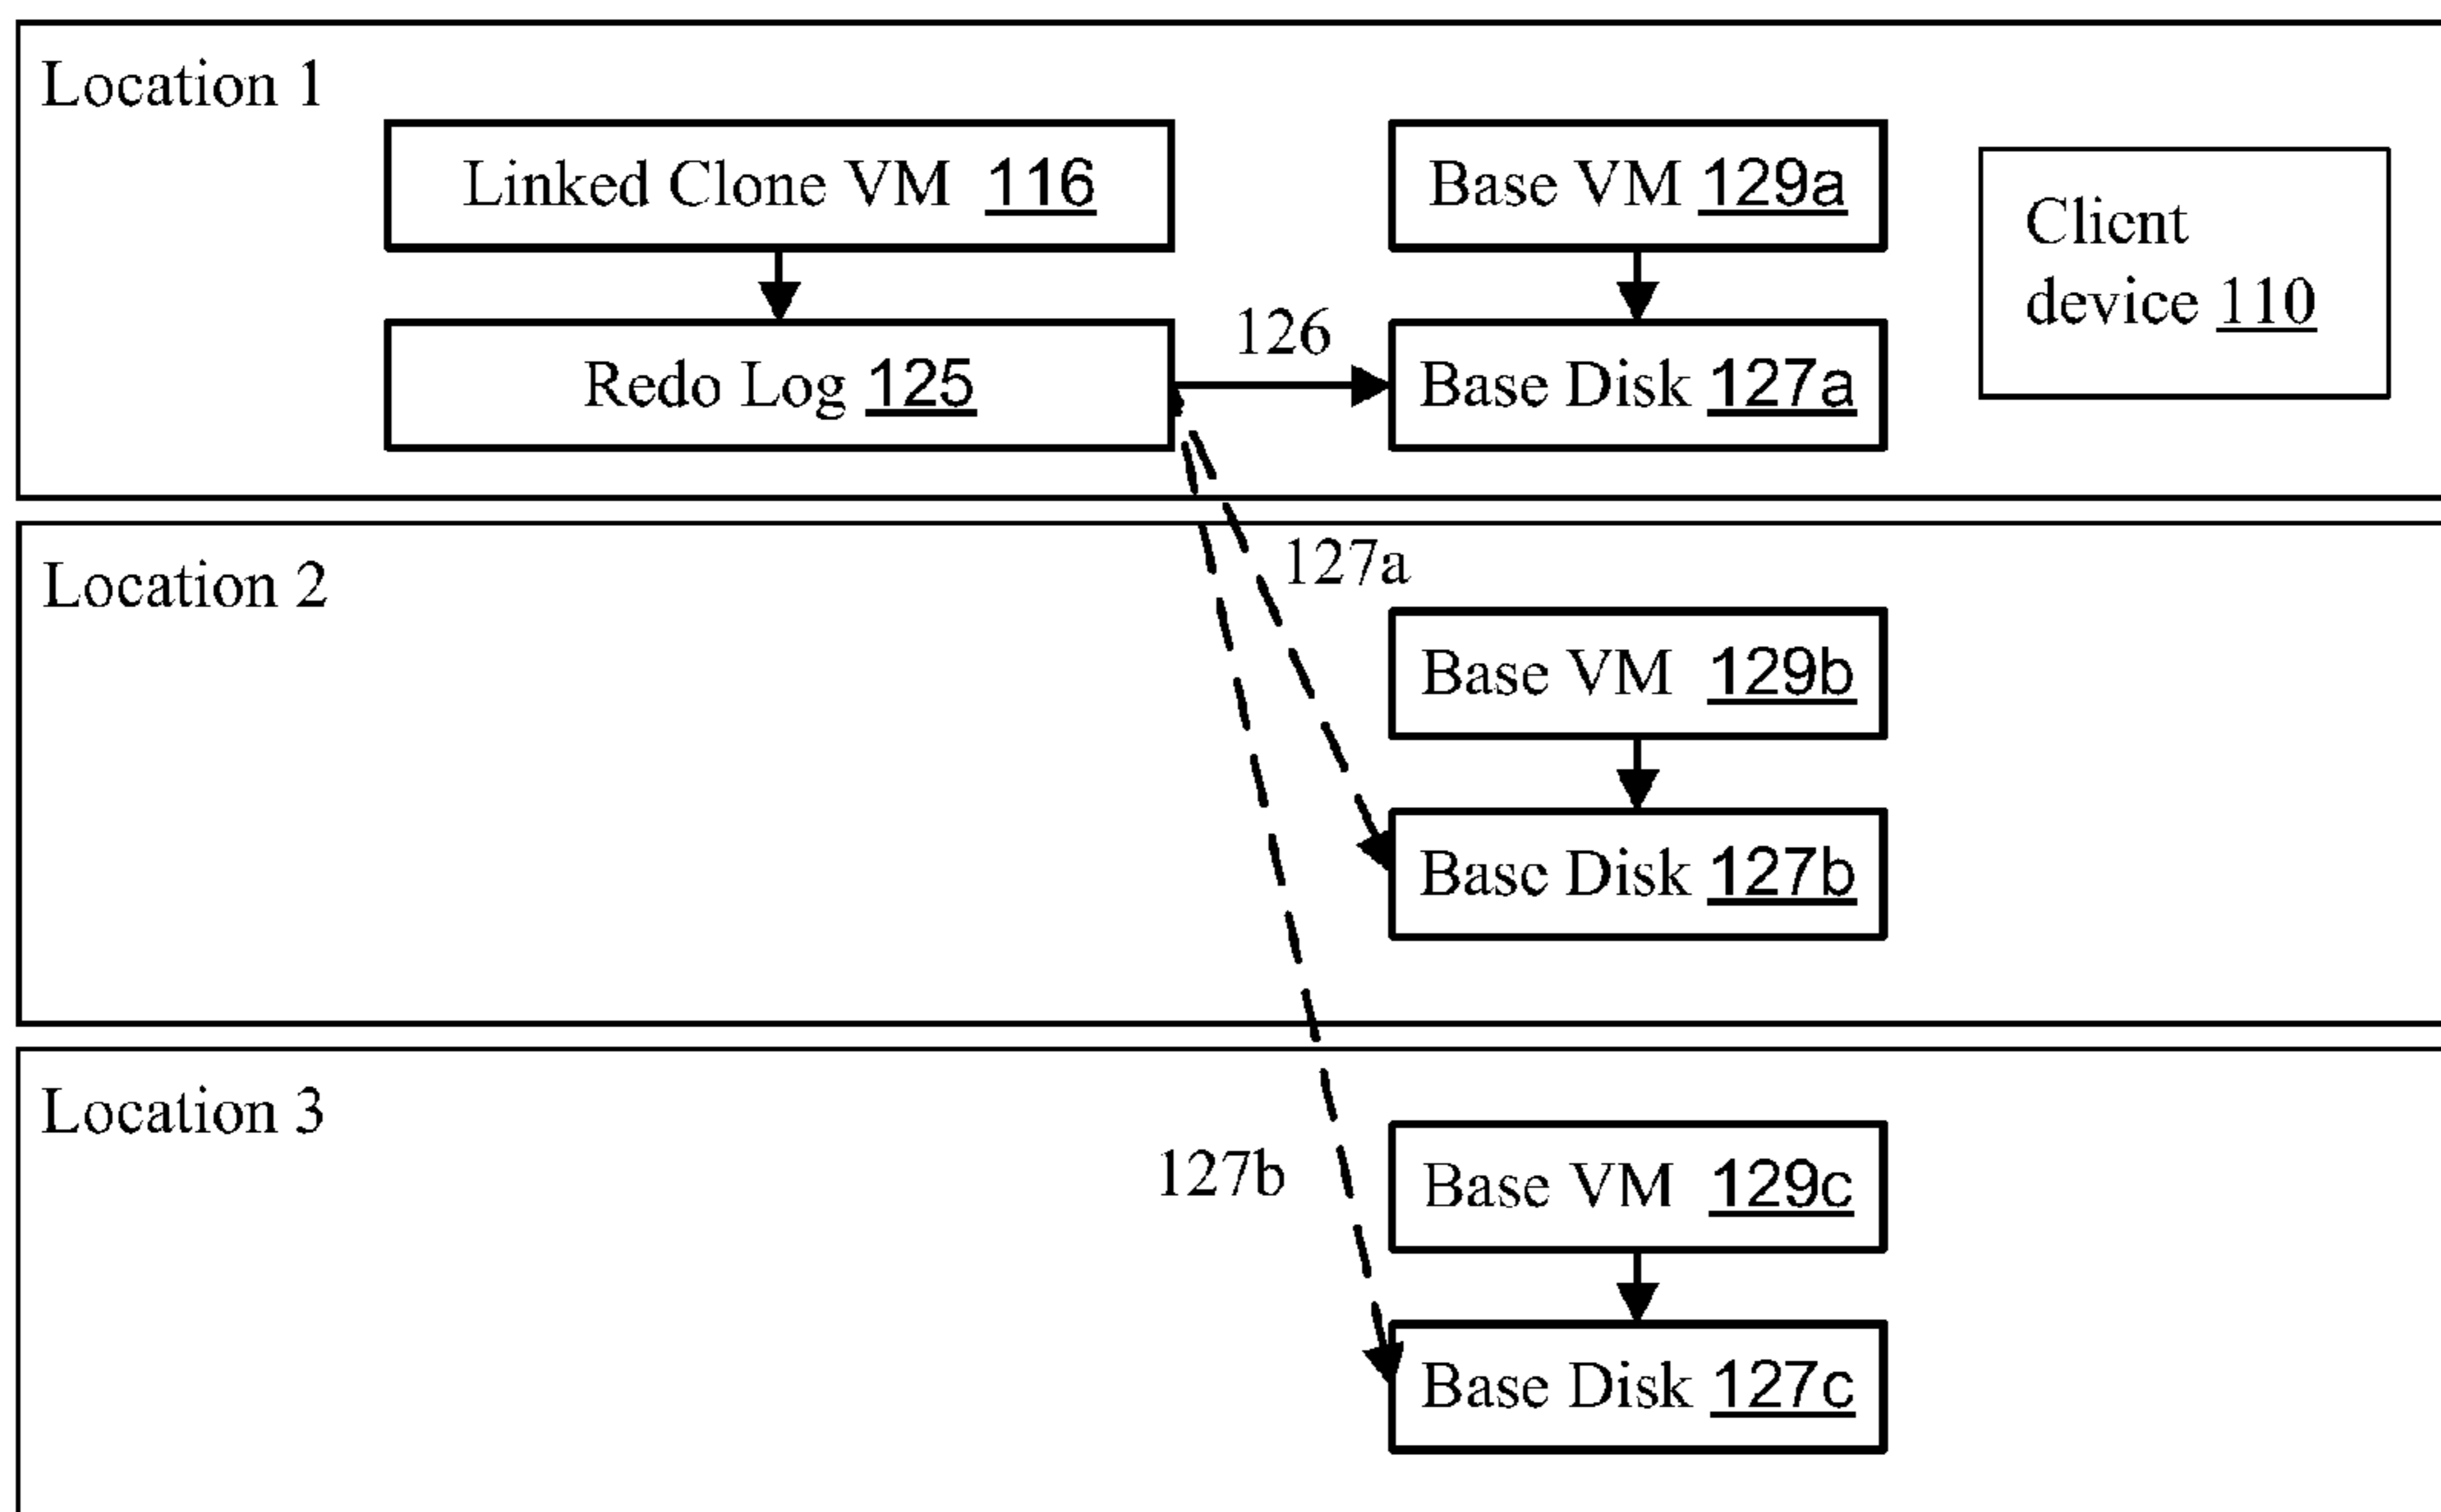 Location 1
Linked Clone VM 116
Base VM 129a
Client
device 110
126
Redo Log 125
Base Disk 127a
Location 2
127a
Base VM 129b
Base Disk 127b
Location 3
127b
Base VM 129c
Base Disk 127c